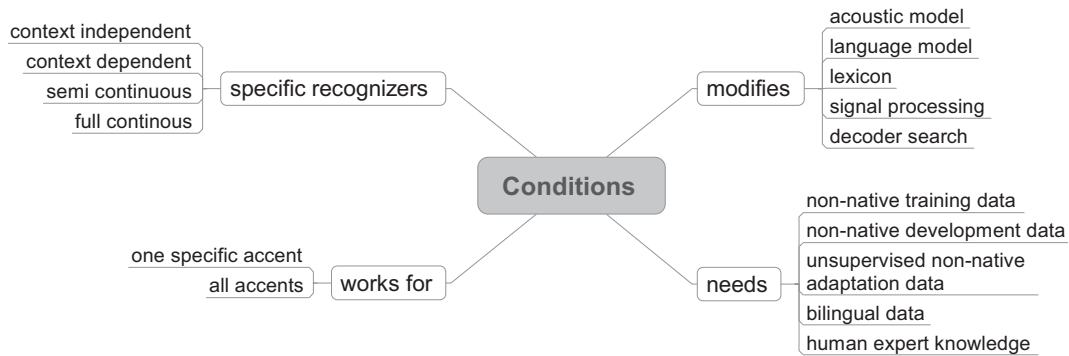 context independent
context dependent
semi continuous
full continous
specific recognizers
acoustic model
language model
lexicon
signal processing
decoder search
modifies
Conditions
one specific accent
all accents
works for
non-native training data
non-native development data
unsupervised non-native
adaptation data
bilingual data
human expert knowledge
needs